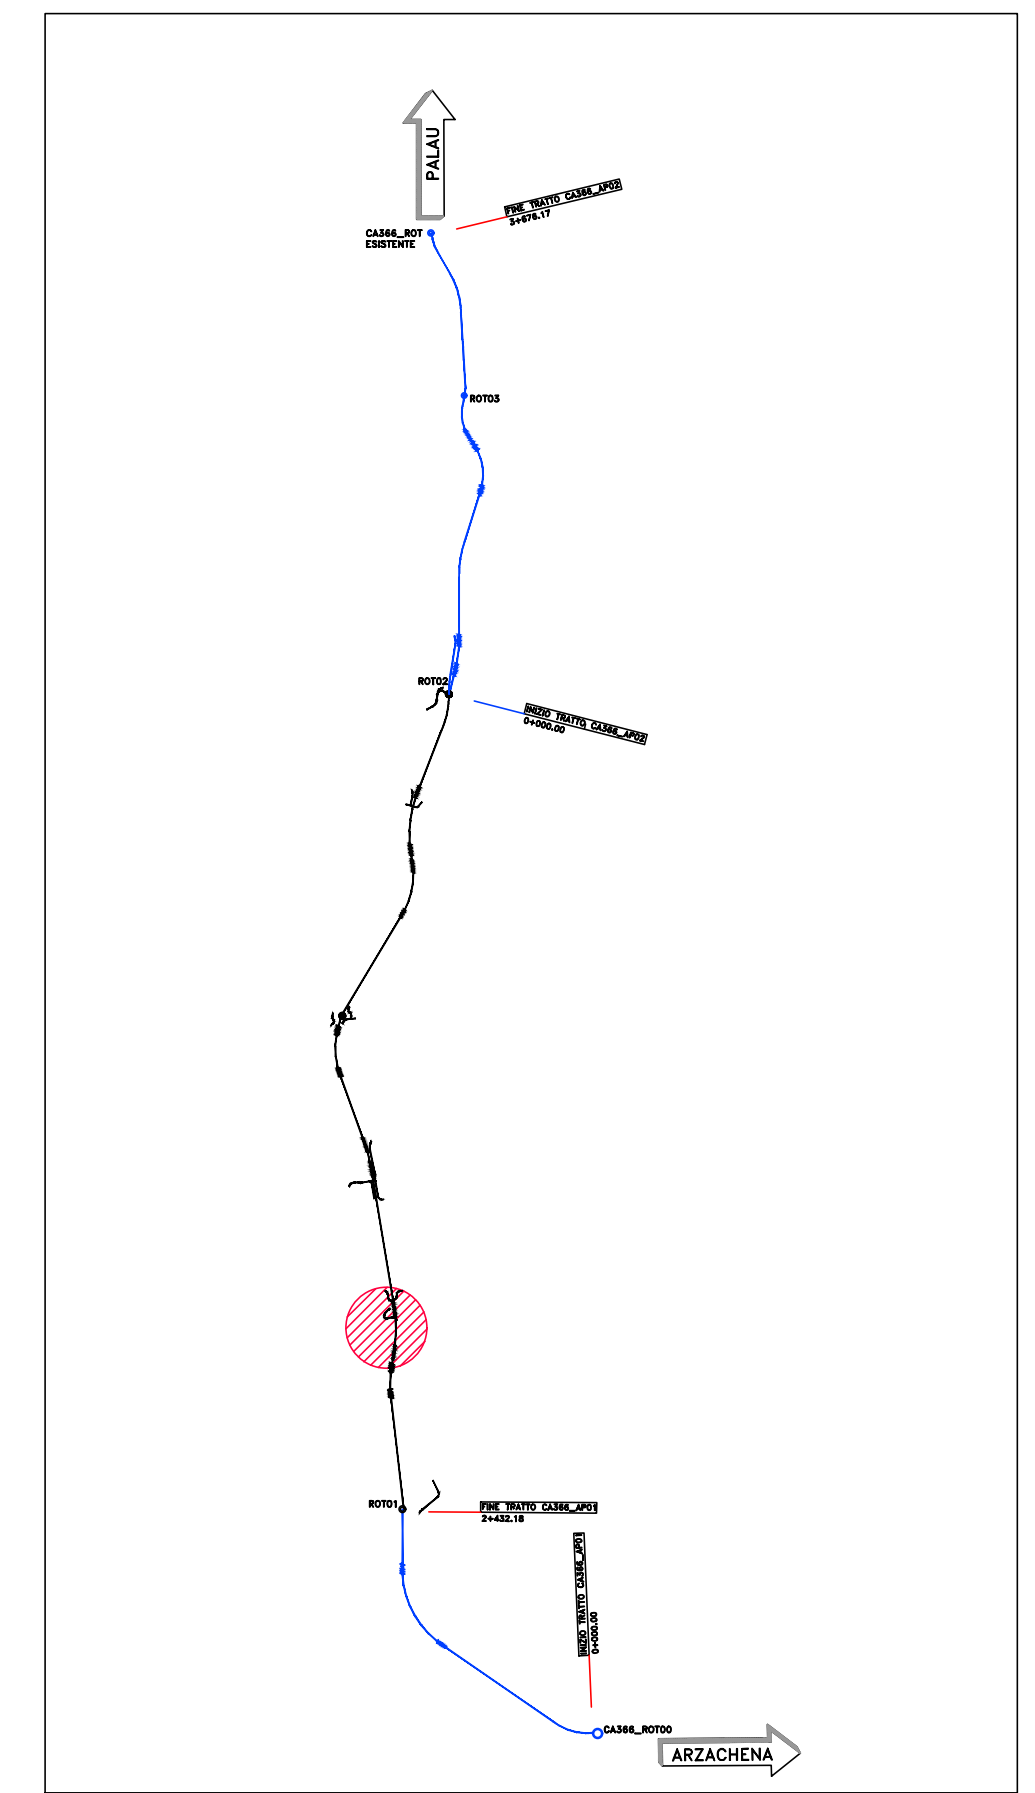 PALAU
FINE TRATTO CA366_AP02
3+676.17
CA366_ROT
ESISTENTE
ROT03
ROT02
INIZIO TRATTO CA366_AP02
0+000.00
ROT01
FINE TRATTO CA366_AP01
2+432.18
INIZIO TRATTO CA366_AP01
0+000.00
CA366_ROT00
ARZACHENA